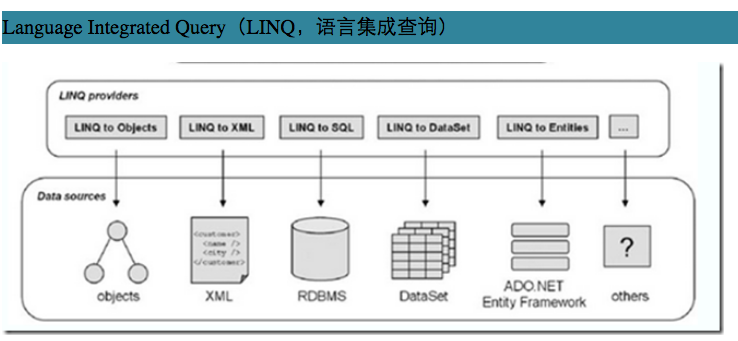 Language Integrated Query（LINQ，语言集成查询）
LINQ providers
LINQ to Objects LINQ to XML LINQ to SQL LINQ to DataSet LINQ to Entities ...
Data sources
<customer>
<name />
<city />
</customer>
?
objects XML RDBMS DataSet ADO.NET
Entity Framework others